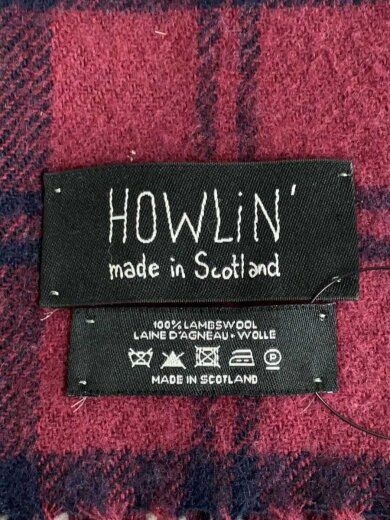 HOWLiN'
made in Scotland
100% LAMBSWOOL
LAINE D'AGNEAU • WOLLE
P
MADE IN SCOTLAND